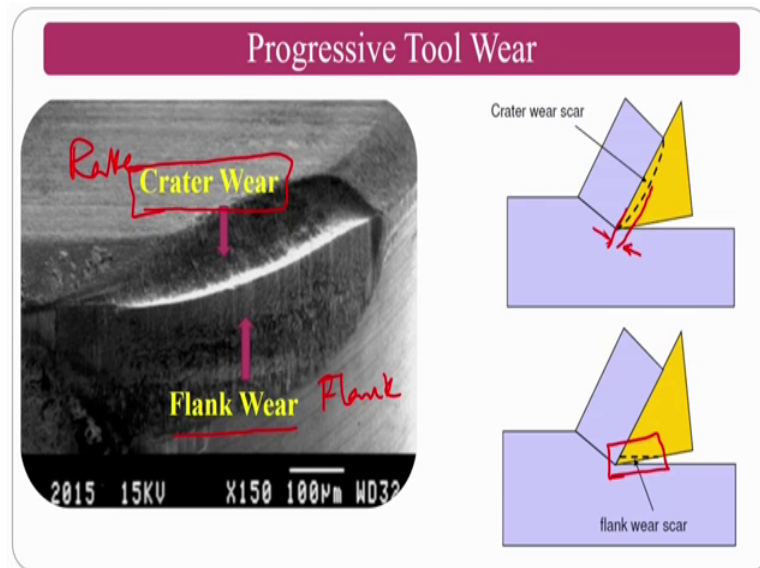 Progressive Tool Wear
Rake
Crater Wear
Flank Wear
Flank
2015 15KV X150 100µm WD32
Crater wear scar
flank wear scar